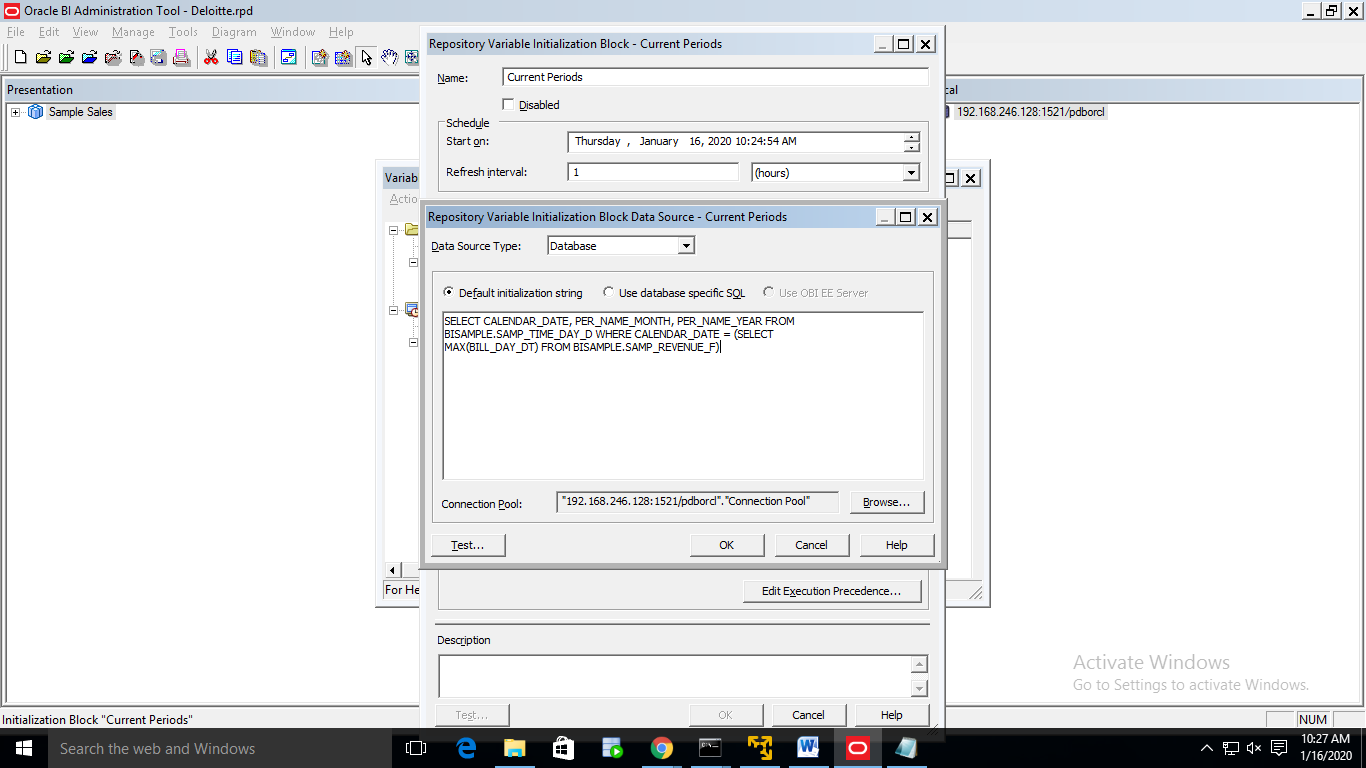 Oracle BI Administration Tool - Deloitte.rpd
File Edit View Manage Tools Diagram Window Help
Presentation
Sample Sales
cal
192.168.246.128:1521/pdborcl
Variab
Actio
For He
Repository Variable Initialization Block - Current Periods
Name: Current Periods
Disabled
Schedule
Start on: Thursday , January 16, 2020 10:24:54 AM
Refresh interval: 1 (hours)
Repository Variable Initialization Block Data Source - Current Periods
Data Source Type: Database
Default initialization string Use database specific SQL Use OBI EE Server
SELECT CALENDAR_DATE, PER_NAME_MONTH, PER_NAME_YEAR FROM
BISAMPLE.SAMP_TIME_DAY_D WHERE CALENDAR_DATE = (SELECT
MAX(BILL_DAY_DT) FROM BISAMPLE.SAMP_REVENUE_F)
Connection Pool: "192.168.246.128:1521/pdborcl"."Connection Pool" Browse...
Test... OK Cancel Help
Edit Execution Precedence...
Description
Test... OK Cancel Help
Activate Windows
Go to Settings to activate Windows.
Initialization Block "Current Periods" NUM
Search the web and Windows
10:27 AM
1/16/2020